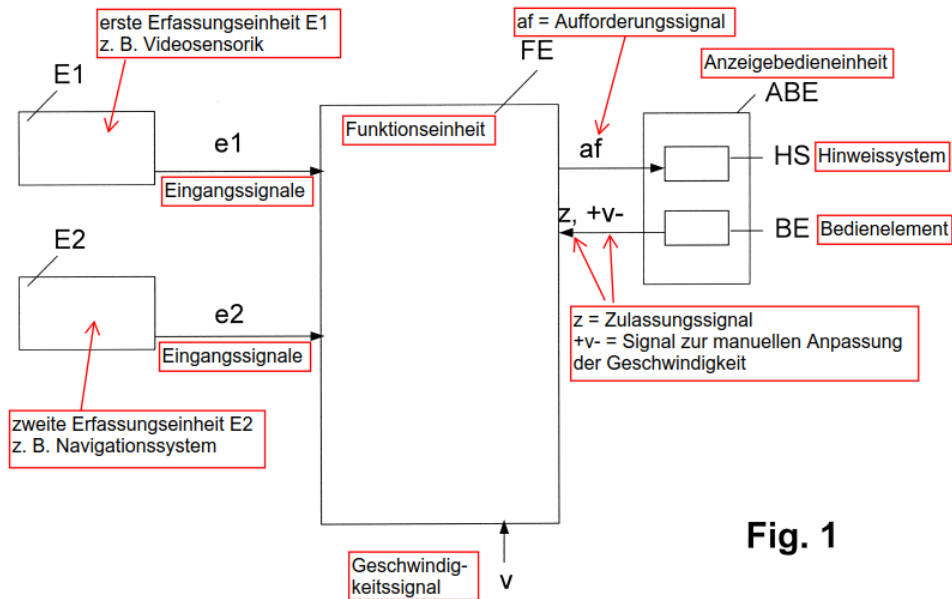 erste Erfassungseinheit E1
z. B. Videosensorik
af = Aufforderungssignal
FE
Anzeigebedieneinheit
ABE
E1
e1
Eingangssignale
Funktionseinheit
af
HS Hinweissystem
z, +v-
BE Bedienelement
E2
e2
Eingangssignale
z = Zulassungssignal
+v- = Signal zur manuellen Anpassung
der Geschwindigkeit
zweite Erfassungseinheit E2
z. B. Navigationssystem
Fig. 1
Geschwindig-
keitssignal
v